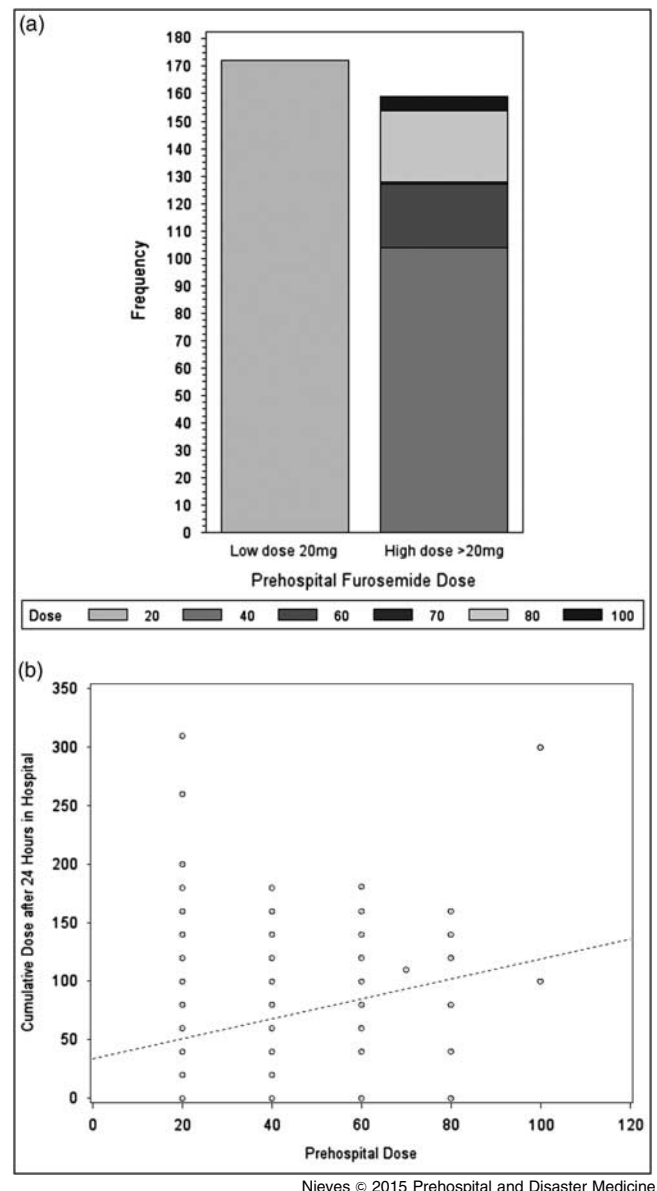 (a)
180
170
160
150
140
130
120
110
100
90
80
70
60
50
40
30
20
10
0
Frequency
Low dose 20mg High dose >20mg
Prehospital Furosemide Dose
Dose 20 40 60 70 80 100
(b)
350
300
250
200
150
100
50
0
Cumulative Dose after 24 Hours in Hospital
0 20 40 60 80 100 120
Prehospital Dose
Nieves © 2015 Prehospital and Disaster Medicine